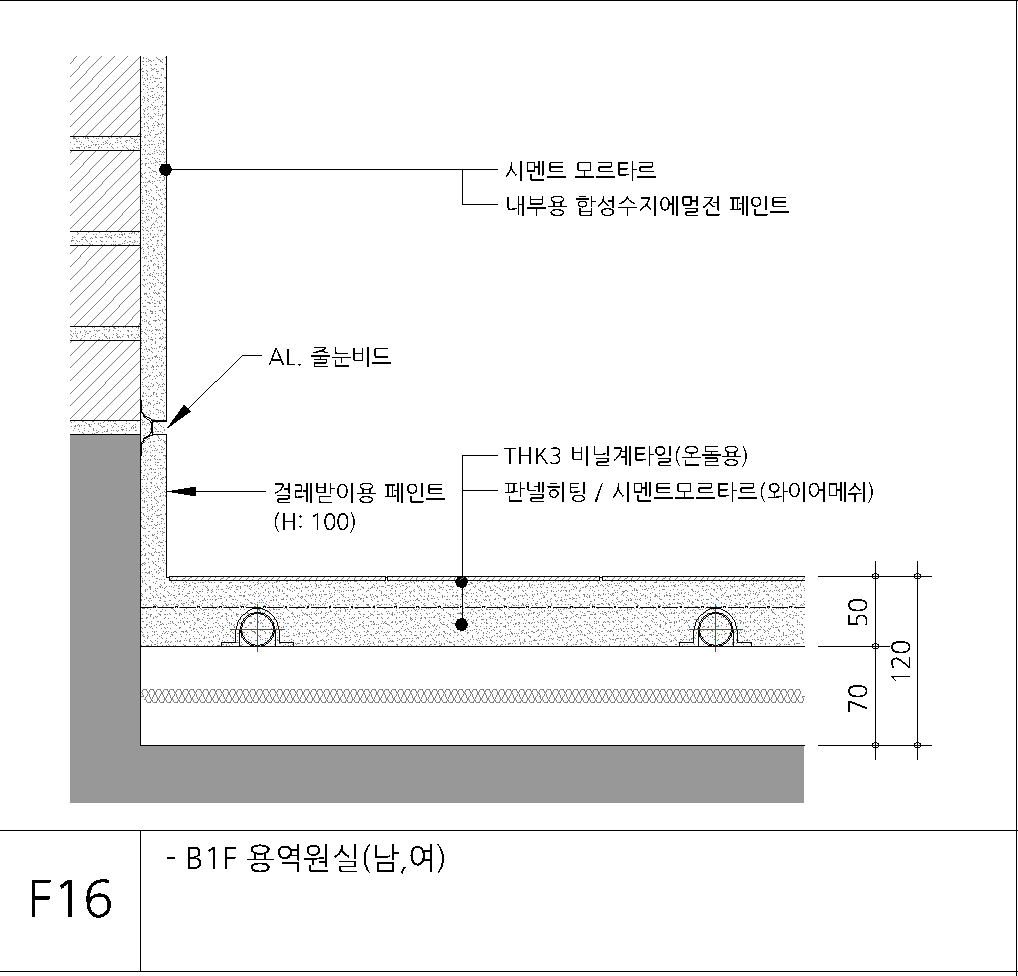 시멘트 모르타르
내부용 합성수지에멀전 페인트
AL. 줄눈비드
THK3 비닐계타일(온돌용)
판넬히팅 / 시멘트모르타르(와이어메쉬)
걸레받이용 페인트
(H: 100)
50
120
70
- B1F 용역원실(남,여)
F16